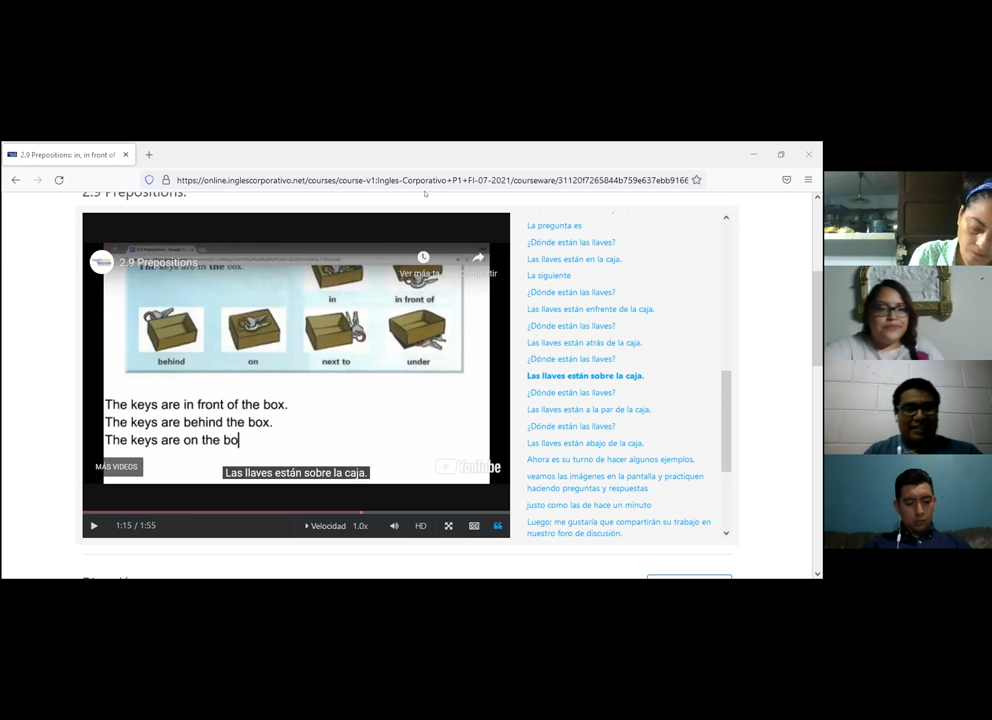 2.9 Prepositions: in, in front of
https://online.inglescorporativo.net/courses/course-v1:Ingles-Corporativo+P1+FI-07-2021/courseware/31120f7265844b759e637ebb9166
2.9 Prepositions:
2.9 Prepositions
Ver más ta
The keys are in the box.
in
in front of
behind
on
next to
under
The keys are in front of the box.
The keys are behind the box.
The keys are on the bo
MÁS VIDEOS
YouTube
Las llaves están sobre la caja.
1:15 / 1:55
Velocidad 1.0x
HD
La pregunta es
¿Dónde están las llaves?
Las llaves están en la caja.
La siguiente
¿Dónde están las llaves?
Las llaves están enfrente de la caja.
¿Dónde están las llaves?
Las llaves están atrás de la caja.
¿Dónde están las llaves?
Las llaves están sobre la caja.
¿Dónde están las llaves?
Las llaves están a la par de la caja.
¿Dónde están las llaves?
Las llaves están abajo de la caja.
Ahora es su turno de hacer algunos ejemplos,
veamos las imágenes en la pantalla y practiquen
haciendo preguntas y respuestas
justo como las de hace un minuto
Luego; me gustaría que compartirán su trabajo en
nuestro foro de discusión.